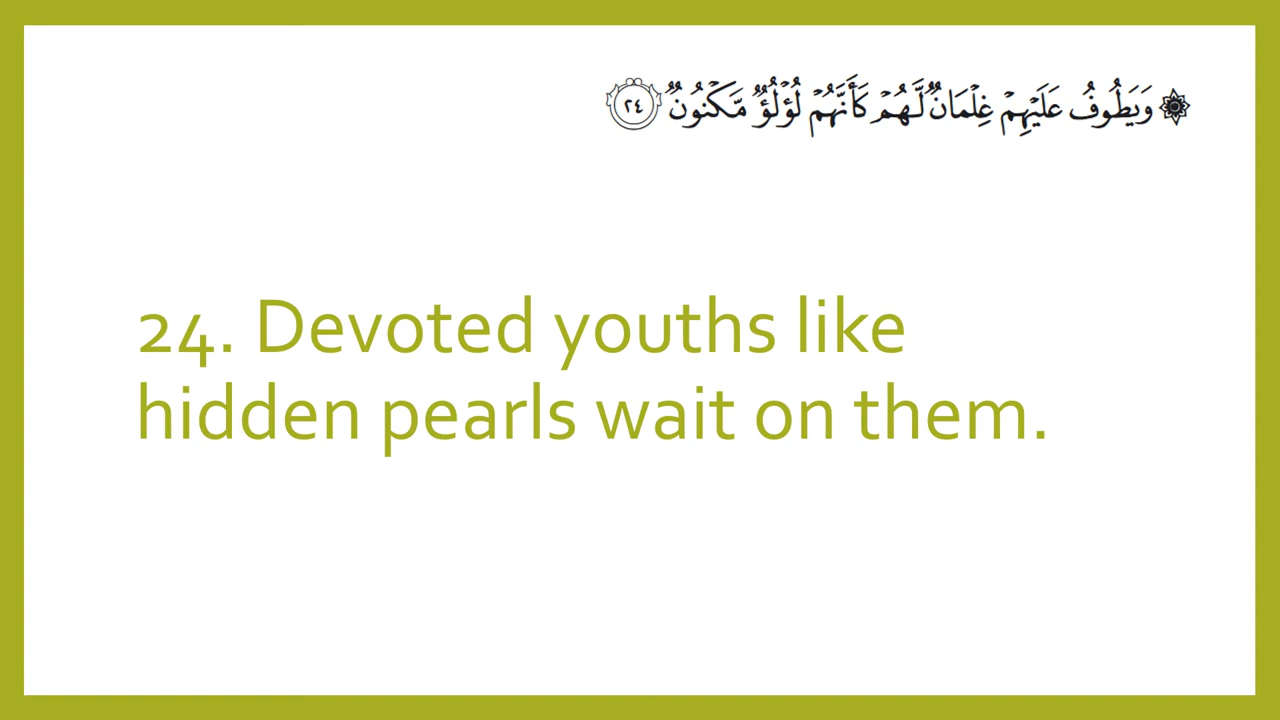 ۞ وَيَطُوفُ عَلَيْهِمْ غِلْمَانٌ لَّهُمْ كَأَنَّهُمْ لُؤْلُؤٌ مَّكْنُونٌ ٢٤
24. Devoted youths like
hidden pearls wait on them.